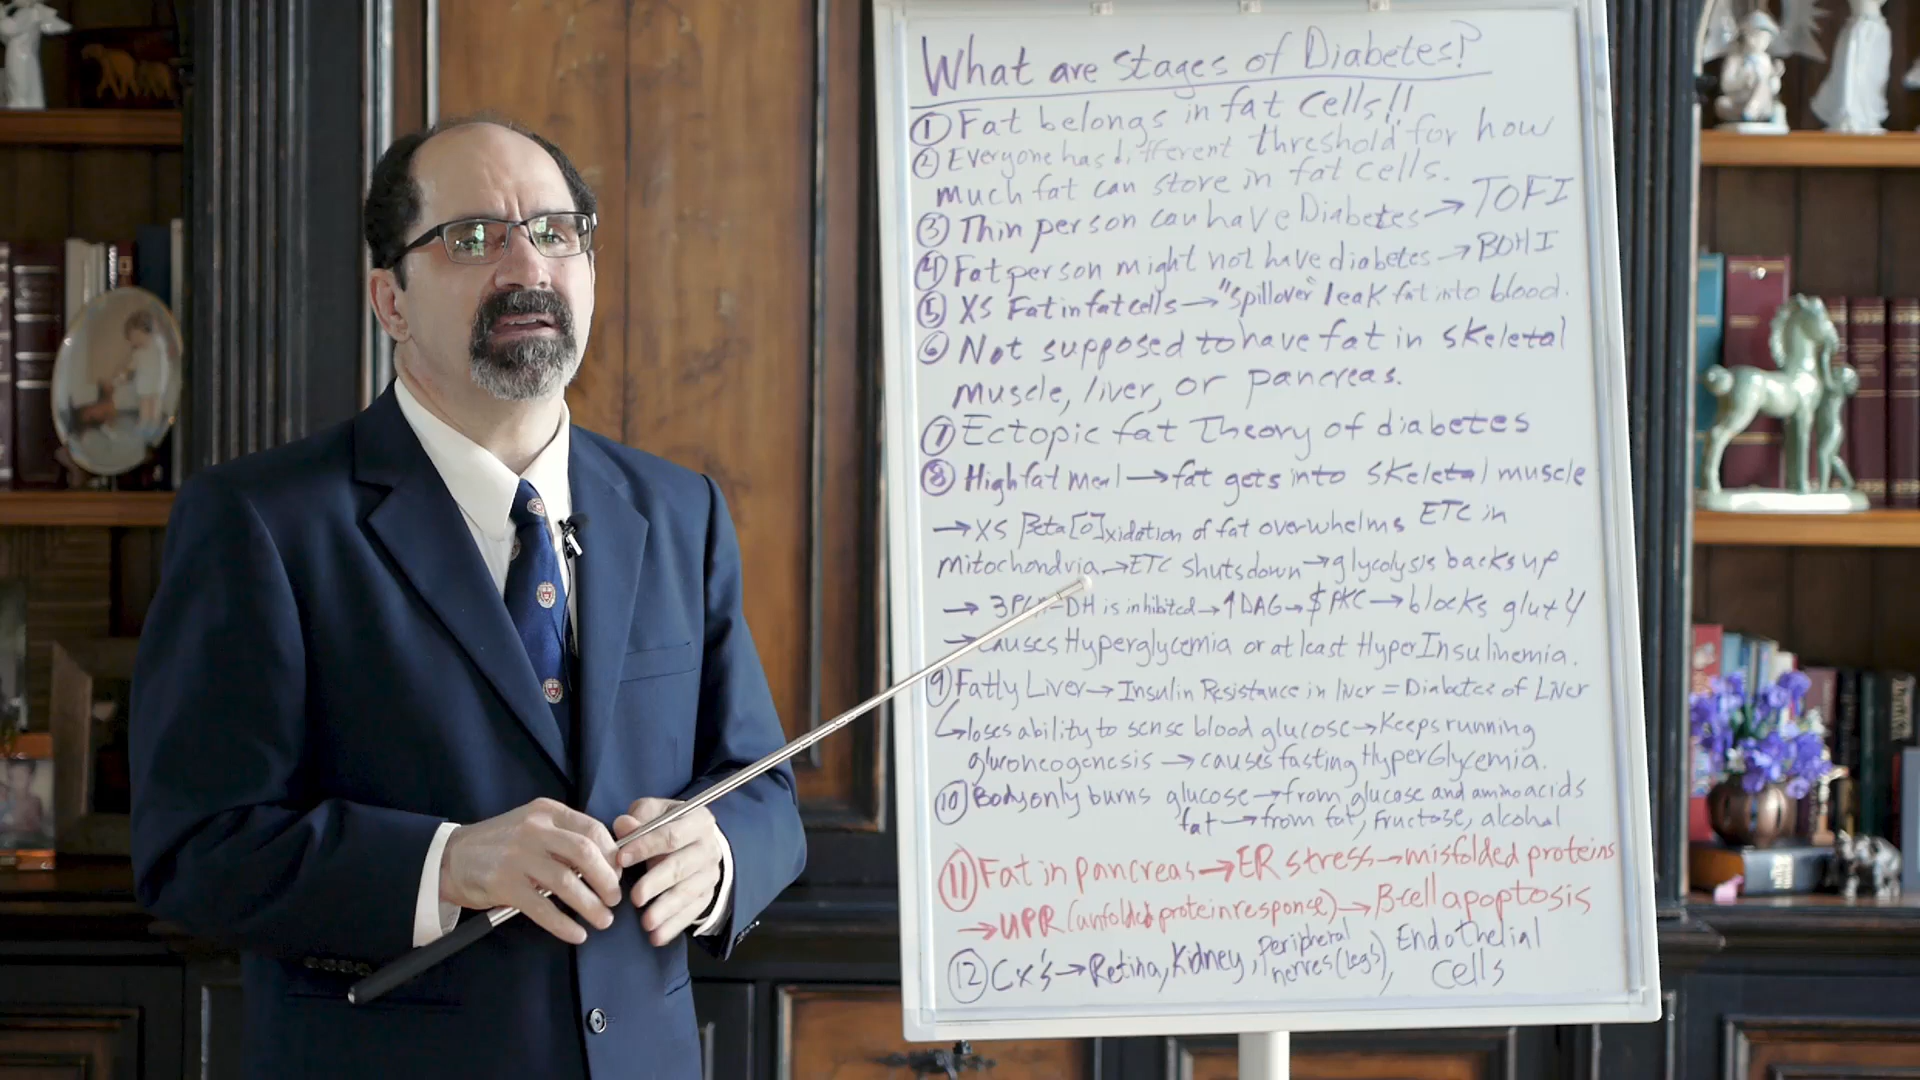 What are Stages of Diabetes?
① Fat belongs in fat cells!!
② Everyone has different "threshold" for how
much fat can store in fat cells.
③ Thin person can have Diabetes → TOFI
④ Fat person might not have diabetes →
⑤ XS Fat in fat cells → "spillover" leak fat into blood.
⑥ Not supposed to have fat in skeletal
muscle, liver, or pancreas.
⑦ Ectopic fat Theory of diabetes
⑧ High fat meal → fat gets into skeletal muscle
→ XS Beta [O]xidation of fat overwhelms ETC in
mitochondria → ETC shutsdown → glycolysis backs up
→ DH is inhibited → ↑DAG → PKC → blocks glut 4
→ causes Hyperglycemia or at least HyperInsulinemia.
⑨ Fatty Liver → Insulin Resistance in liver = Diabetes of Liver
↳ loses ability to sense blood glucose → Keeps running
gluconeogenesis → causes fasting HyperGlycemia.
⑩ Body only burns glucose → from glucose and amino acids
fat → from fat, fructose, alcohol
⑪ Fat in pancreas → ER stress → misfolded proteins
→ UPR (unfolded protein response) → B-cell apoptosis
⑫ Cx's → Retina, Kidney, peripheral nerves (legs), Endothelial
cells